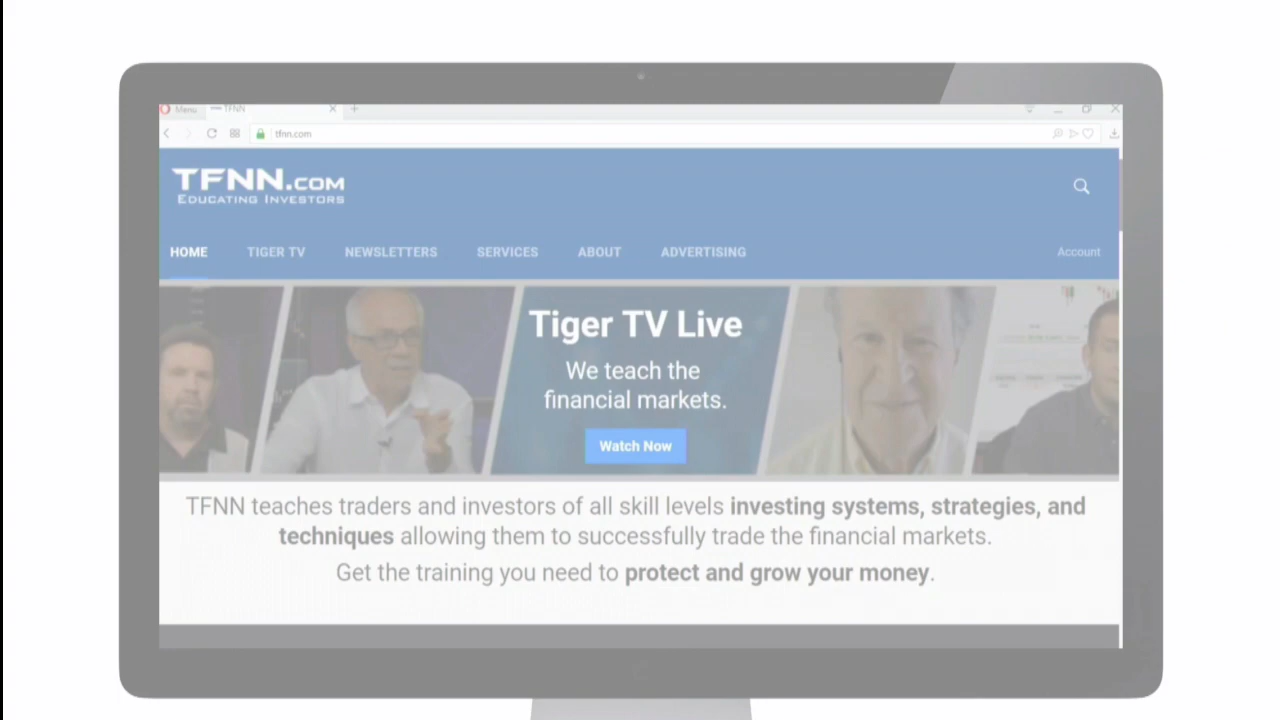 Menu
TFNN
tfnn.com
TFNN.COM
EDUCATING INVESTORS
HOME TIGER TV NEWSLETTERS SERVICES ABOUT ADVERTISING Account
Tiger TV Live
We teach the
financial markets.
Watch Now
TFNN teaches traders and investors of all skill levels investing systems, strategies, and
techniques allowing them to successfully trade the financial markets.
Get the training you need to protect and grow your money.